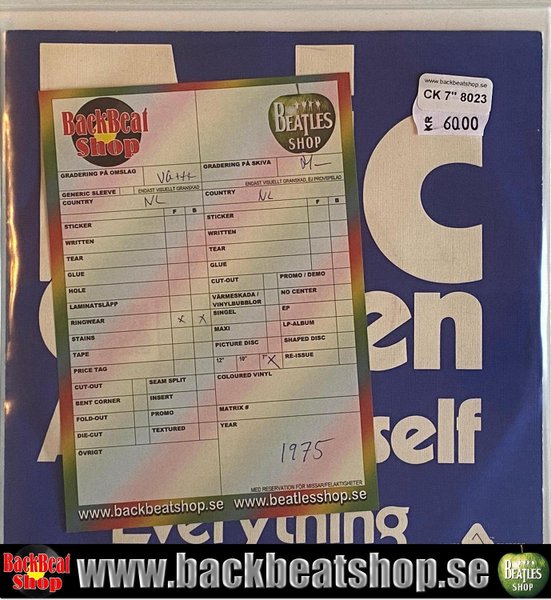 www.backbeatshop.se
CK 7" 8023
KR 6000
BackBeat
Shop
BEATLES
SHOP
GRADERING PÅ OMSLAG
GRADERING PÅ SKIVA
M-
GENERIC SLEEVE
ENDAST VISUELLT GRANSKAD
ENDAST VISUELLT GRANSKAD, EJ PROVSPELAD
COUNTRY NL
COUNTRY NL
F B
F B
STICKER
STICKER
WRITTEN
WRITTEN
TEAR
TEAR
GLUE
GLUE
HOLE
CUT-OUT
PROMO / DEMO
LAMINATSLÄPP
VÄRMESKADA /
VINYLBUBBLOR
NO CENTER
RINGWEAR X X
SINGEL
EP
STAINS
MAXI
LP-ALBUM
TAPE
PICTURE DISC
SHAPED DISC
PRICE TAG
12" 10" 7" X
RE-ISSUE
CUT-OUT
SEAM SPLIT
COLOURED VINYL
BENT CORNER
INSERT
FOLD-OUT
PROMO
MATRIX #
DIE-CUT
TEXTURED
YEAR
ÖVRIGT
1975
MED RESERVATION FÖR MISSAR/FELAKTIGHETER
www.backbeatshop.se
www.beatlesshop.se
C
en
A
self
Everything
BackBeat
Shop
www.backbeatshop.se
BEATLES
SHOP